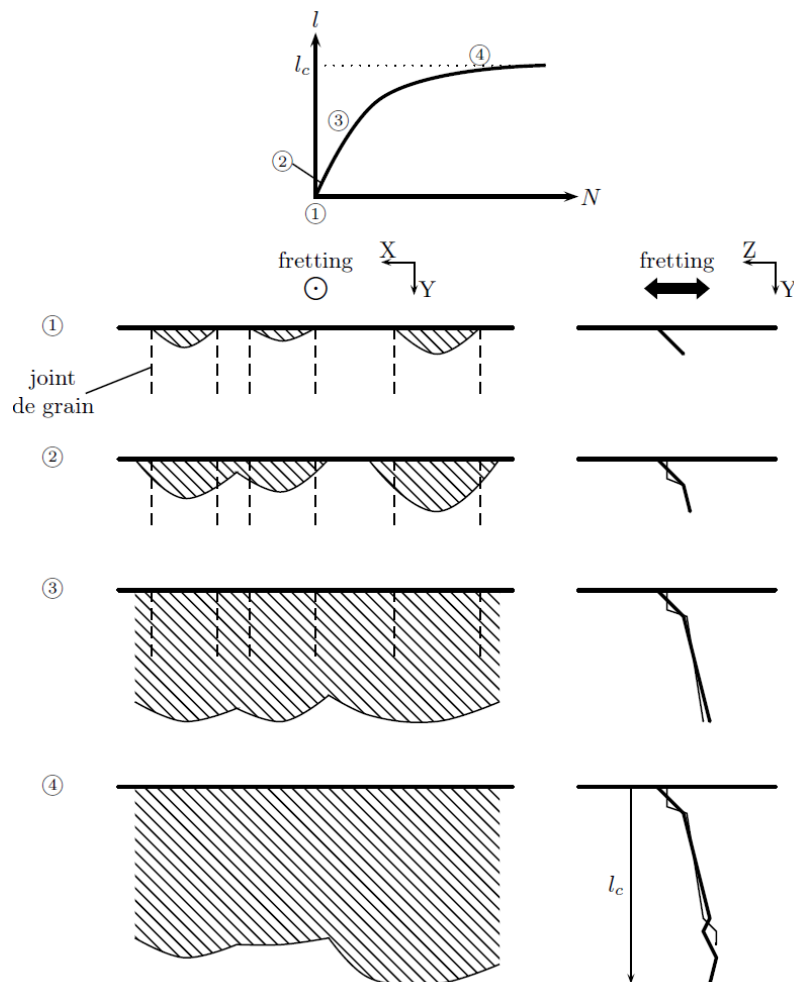 l
l_c
④
③
②
①
N
fretting X
Y
fretting Z
Y
①
joint
de grain
②
③
④
l_c